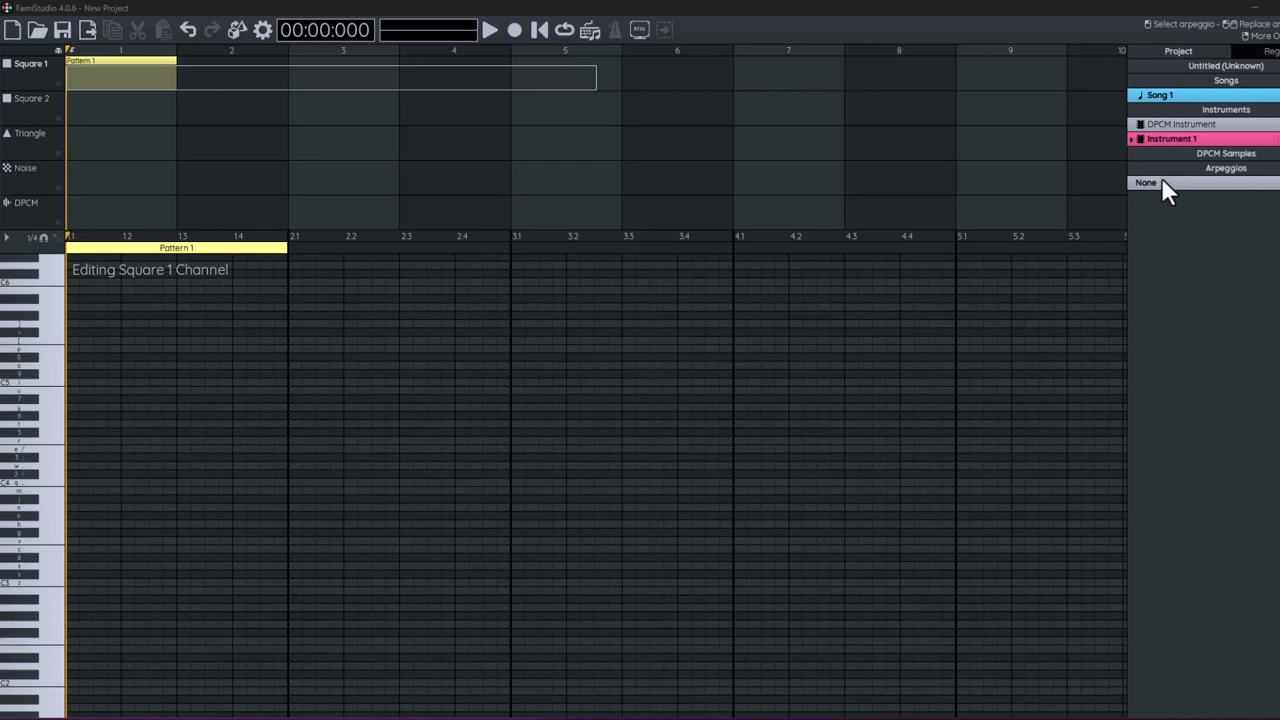 FamiStudio 4.0.6 - New Project
00:00:000
Select arpeggio - Replace ar
More O
1 2 3 4 5 6 7 8 9 10
Project Reg
Square 1
Pattern 1
Untitled (Unknown)
Songs
Song 1
Square 2
Instruments
DPCM Instrument
Triangle
Instrument 1
DPCM Samples
Noise
Arpeggios
None
DPCM
1/4 1.1 1.2 1.3 1.4 2.1 2.2 2.3 2.4 3.1 3.2 3.3 3.4 4.1 4.2 4.3 4.4 5.1 5.2 5.3
Pattern 1
Editing Square 1 Channel
C6
C5
C4
C3
C2